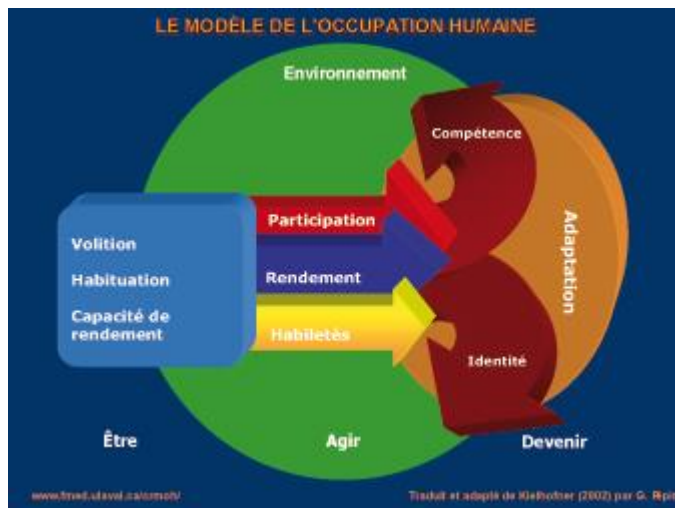 LE MODÈLE DE L'OCCUPATION HUMAINE
Environnement
Compétence
Participation
Volition
Adaptation
Habituation
Rendement
Capacité de
rendement
Habiletés
Identité
Être
Agir
Devenir
www.fmed.ulaval.ca/crmoh/
Traduit et adapté de Kielhofner (2002) par G.